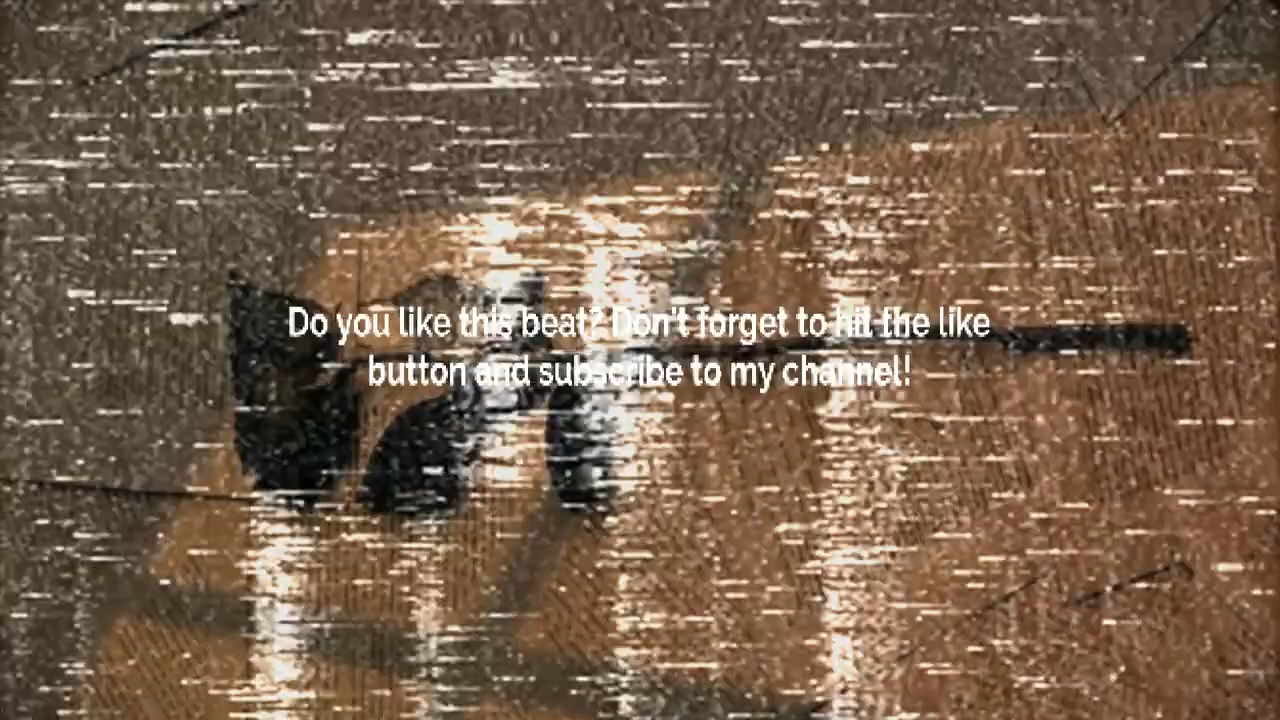 Do you like this beat? Don't forget to hit the like
button and subscribe to my channel!